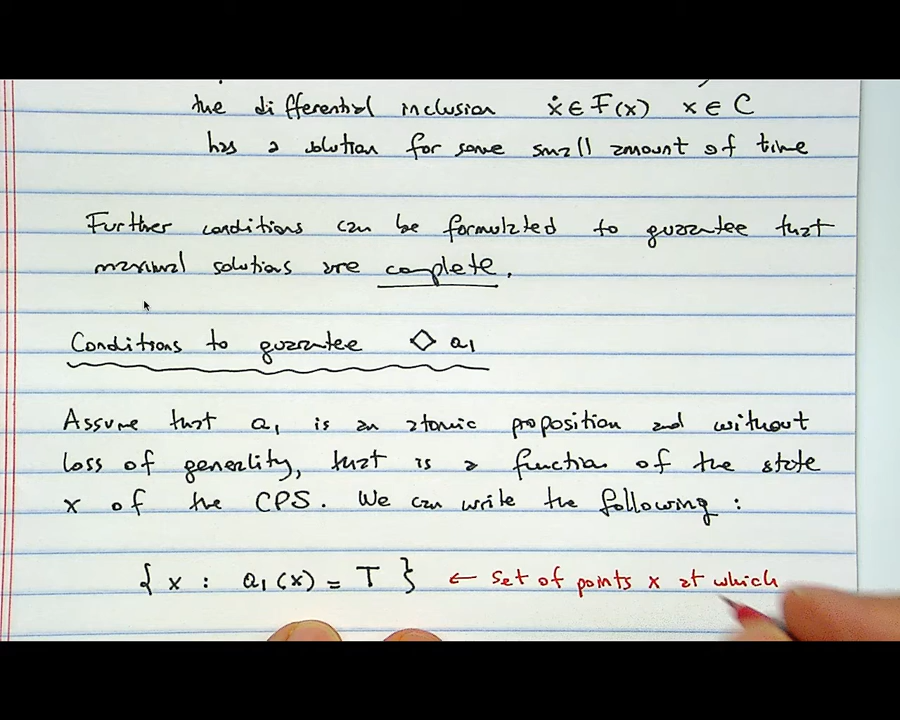 the differential inclusion ẋ ∈ F(x) x ∈ C
has a solution for some small amount of time
Further conditions can be formulated to guarantee that
maximal solutions are complete.
Conditions to guarantee ◇ a₁
Assume that a₁ is an atomic proposition and without
loss of generality, that is a function of the state
x of the CPS. We can write the following :
{ x : a₁(x) = T } ← set of points x at which